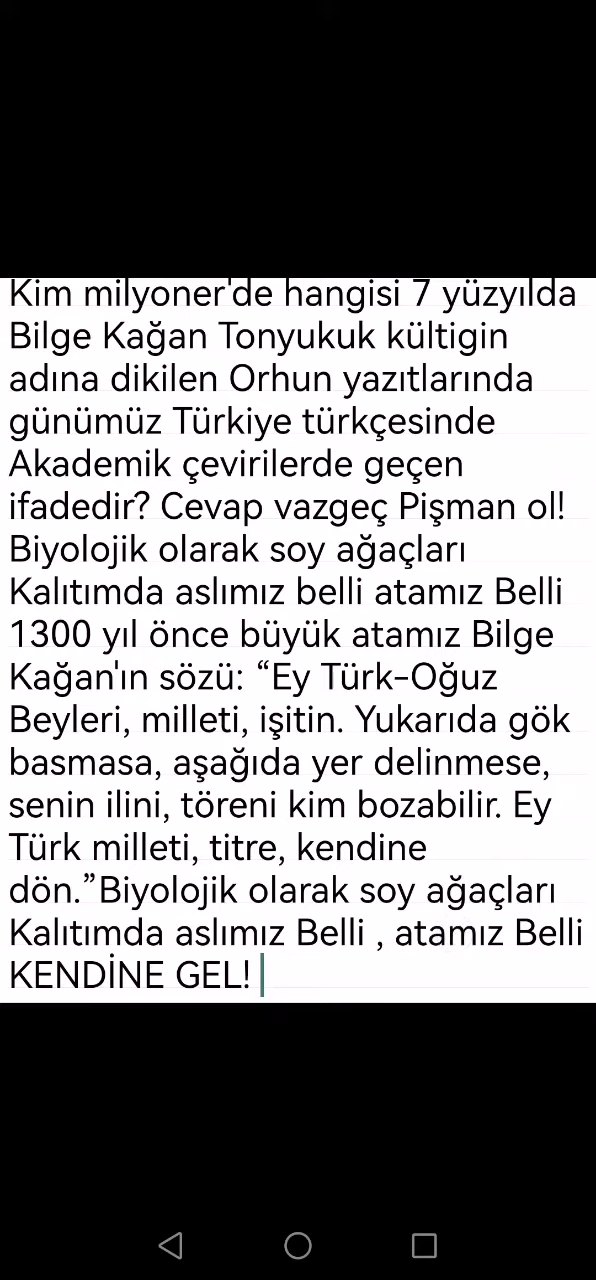 Kim milyoner'de hangisi 7 yüzyılda
Bilge Kağan Tonyukuk kültigin
adına dikilen Orhun yazıtlarında
günümüz Türkiye türkçesinde
Akademik çevirilerde geçen
ifadedir? Cevap vazgeç Pişman ol!
Biyolojik olarak soy ağaçları
Kalıtımda aslımız belli atamız Belli
1300 yıl önce büyük atamız Bilge
Kağan'ın sözü: “Ey Türk-Oğuz
Beyleri, milleti, işitin. Yukarıda gök
basmasa, aşağıda yer delinmese,
senin ilini, töreni kim bozabilir. Ey
Türk milleti, titre, kendine
dön.”Biyolojik olarak soy ağaçları
Kalıtımda aslımız Belli , atamız Belli
KENDİNE GEL!